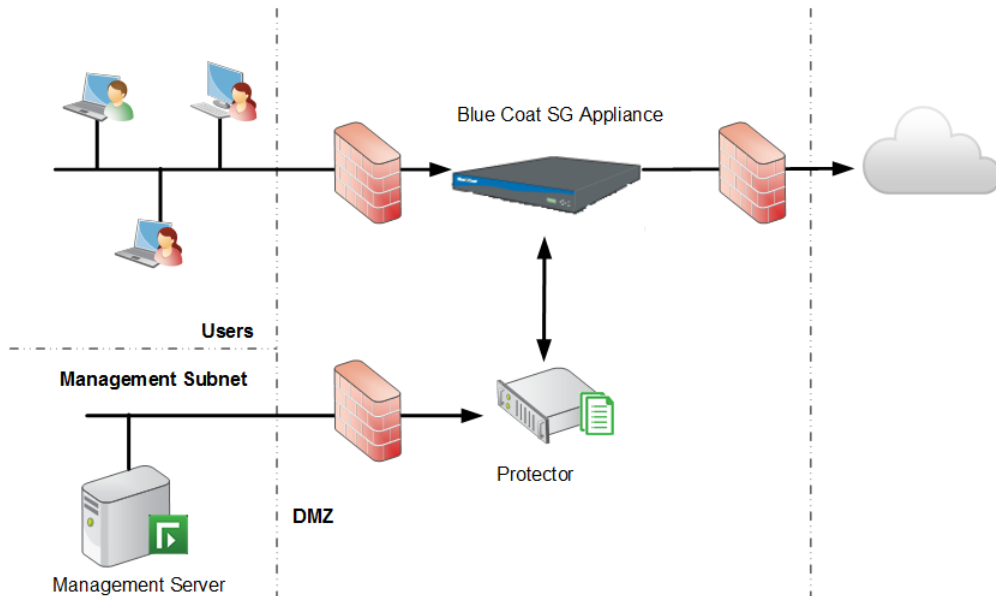 Blue Coat SG Appliance
Users
Management Subnet
Protector
DMZ
Management Server